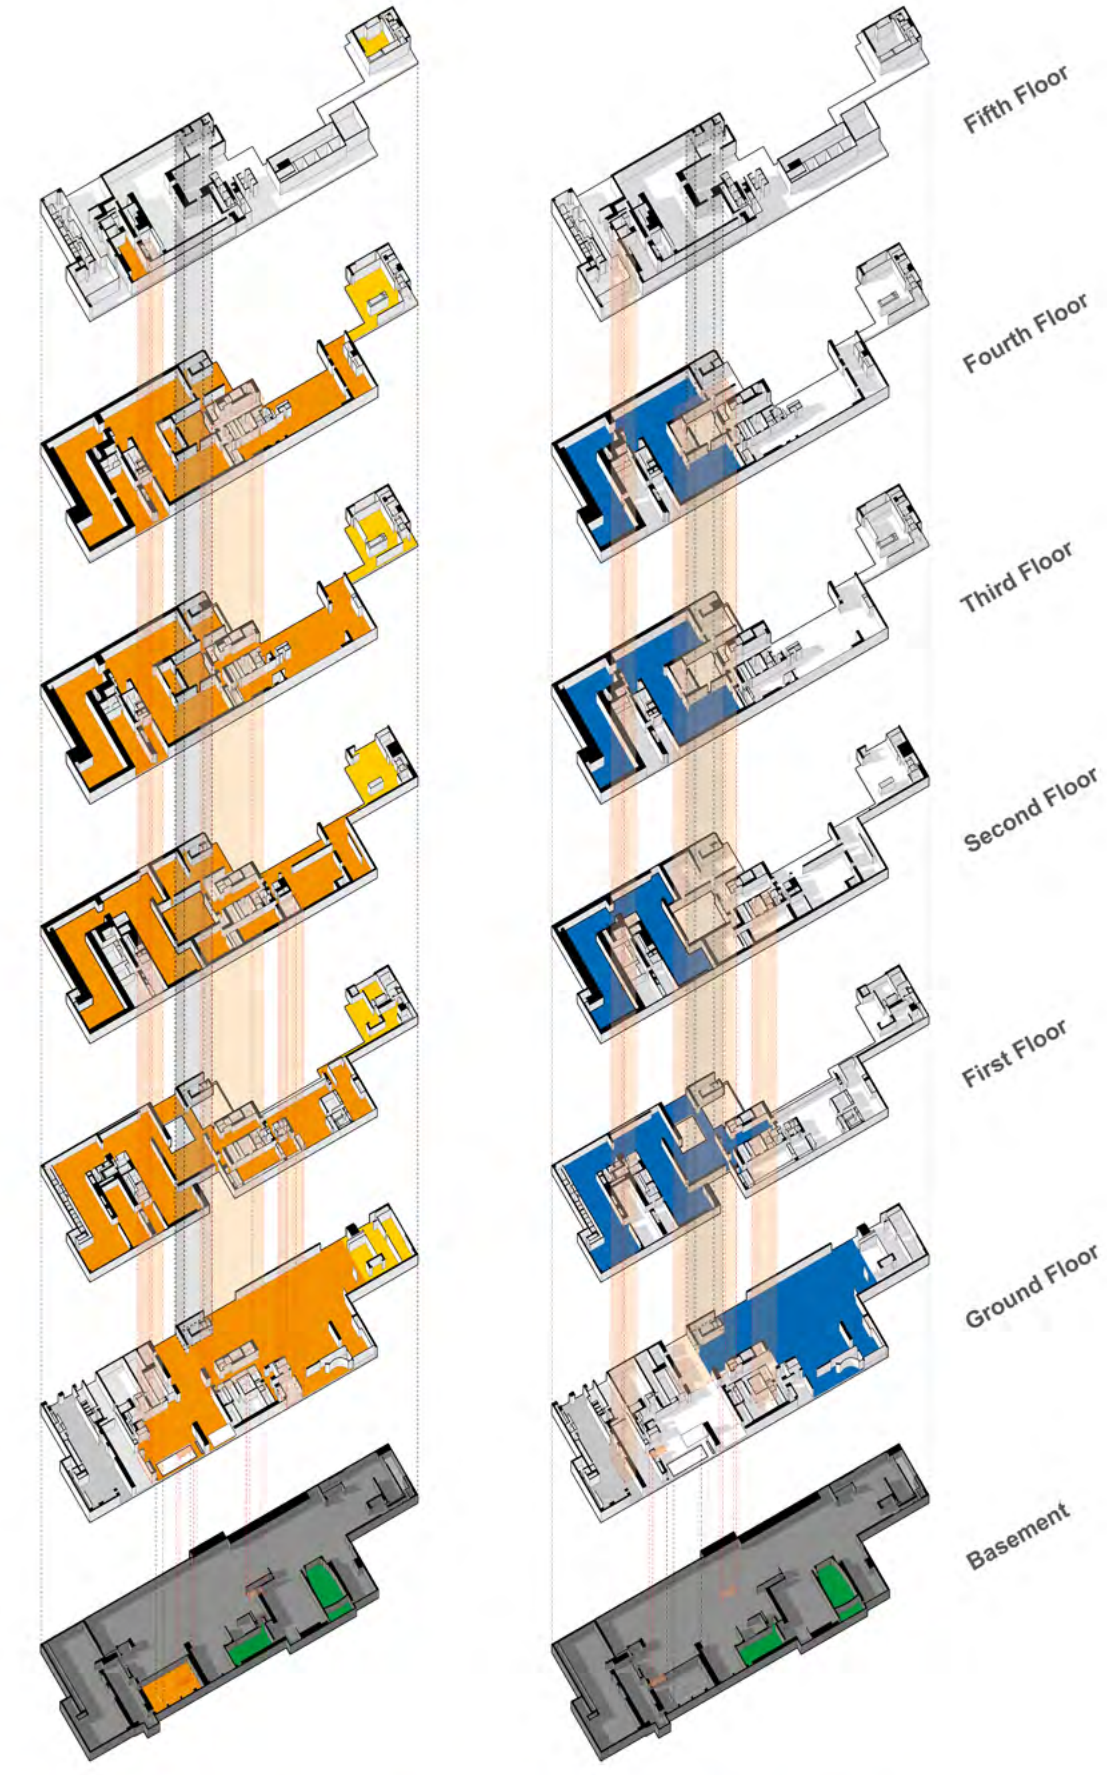 Fifth Floor
Fourth Floor
Third Floor
Second Floor
First Floor
Ground Floor
Basement